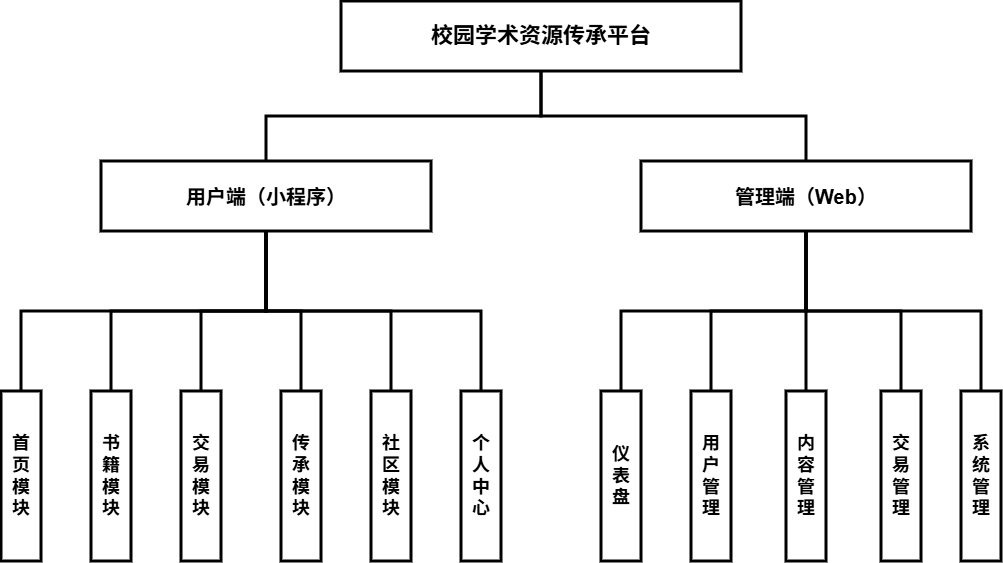 校园学术资源传承平台
用户端（小程序）
管理端（Web）
首页模块
书籍模块
交易模块
传承模块
社区模块
个人中心
仪表盘
用户管理
内容管理
交易管理
系统管理